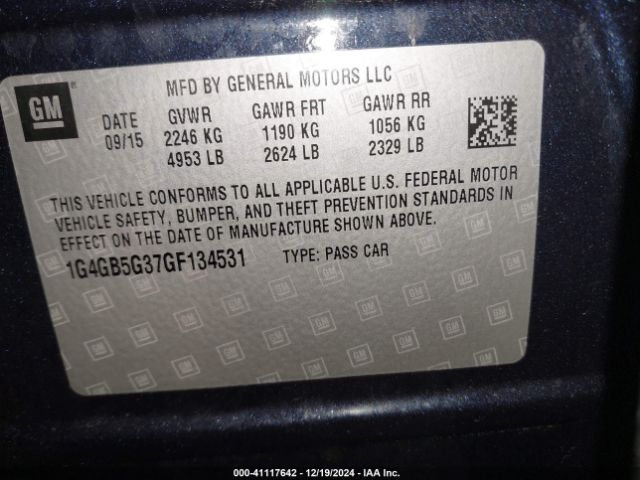 MFD BY GENERAL MOTORS LLC
GM
DATE GVWR GAWR FRT GAWR RR
09/15 2246 KG 1190 KG 1056 KG
4953 LB 2624 LB 2329 LB
THIS VEHICLE CONFORMS TO ALL APPLICABLE U.S. FEDERAL MOTOR
VEHICLE SAFETY, BUMPER, AND THEFT PREVENTION STANDARDS IN
EFFECT ON THE DATE OF MANUFACTURE SHOWN ABOVE.
1G4GB5G37GF134531 TYPE: PASS CAR
000-41117642 - 12/19/2024 - IAA Inc.